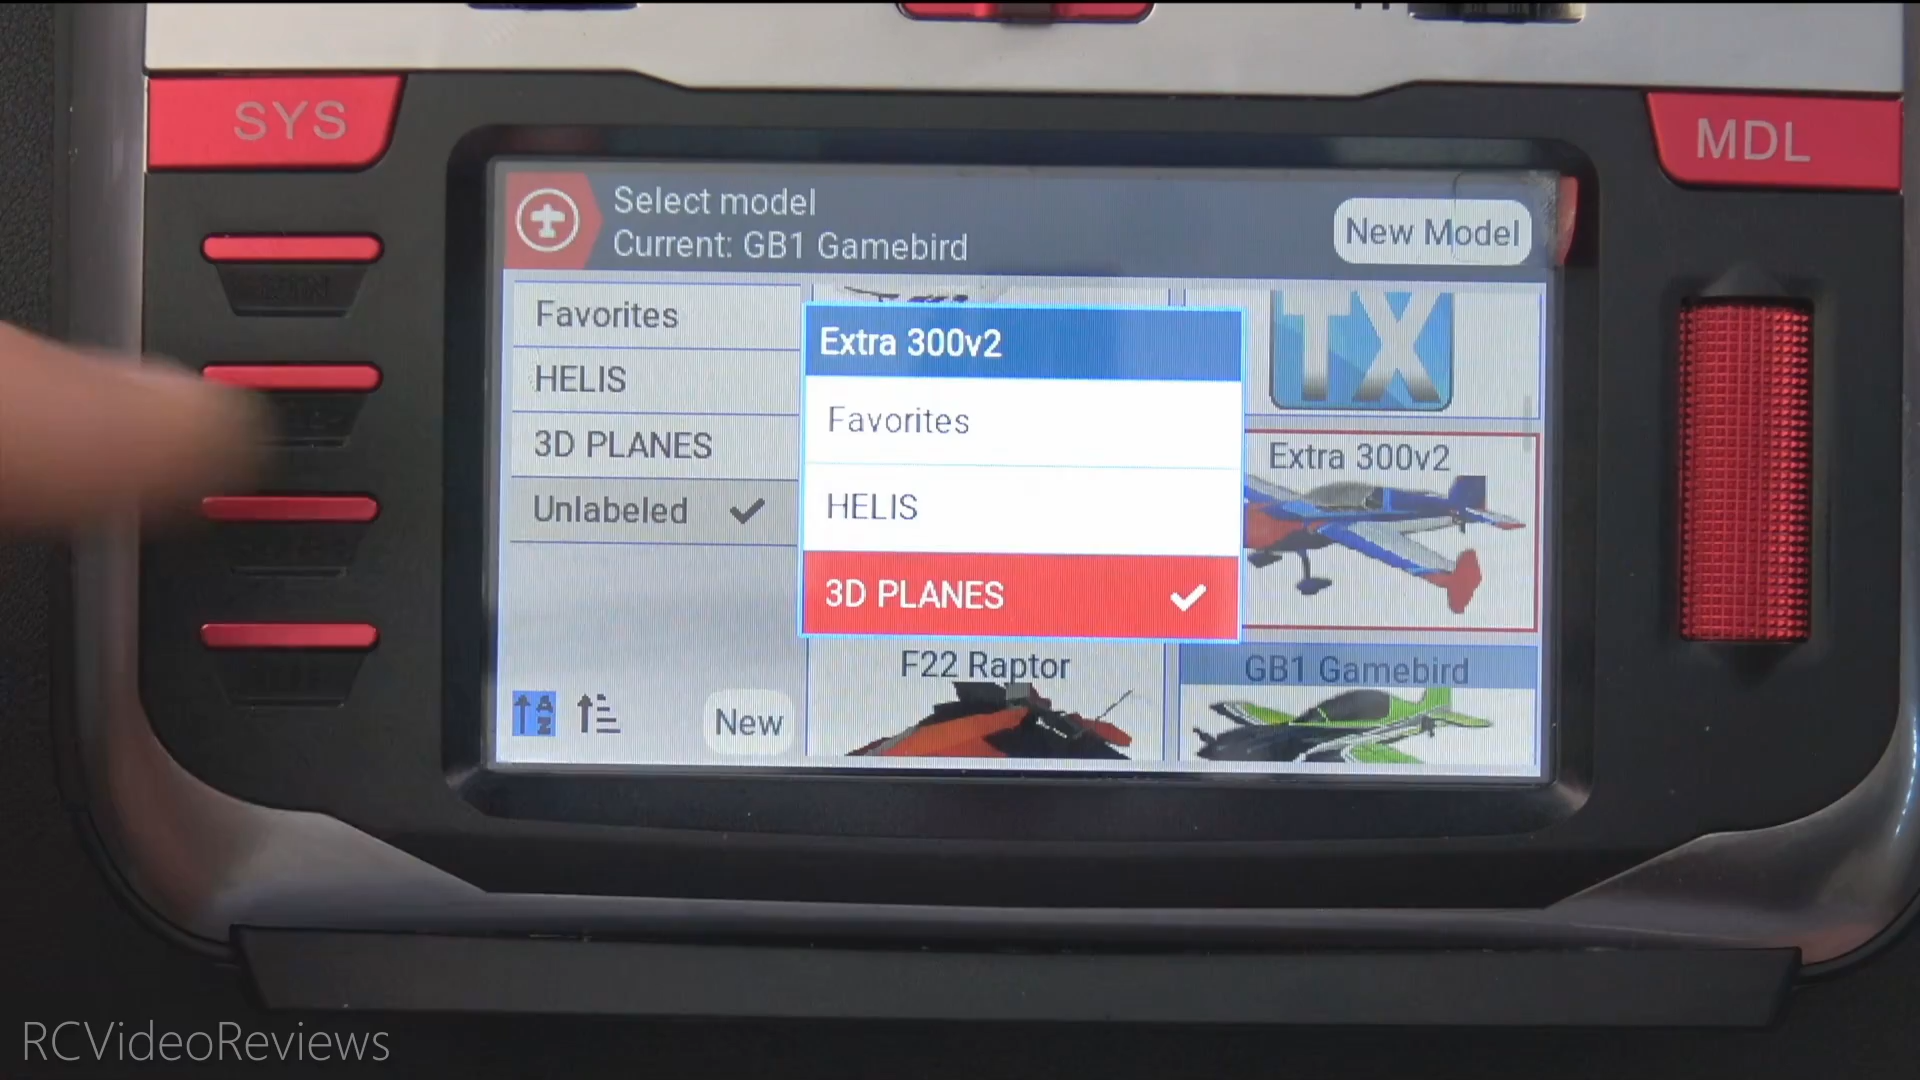 SYS
MDL
Select model
Current: GB1 Gamebird
New Model
Favorites
HELIS
3D PLANES
Unlabeled
New
Extra 300v2
Favorites
HELIS
3D PLANES
TX
Extra 300v2
F22 Raptor
GB1 Gamebird
RCVideoReviews